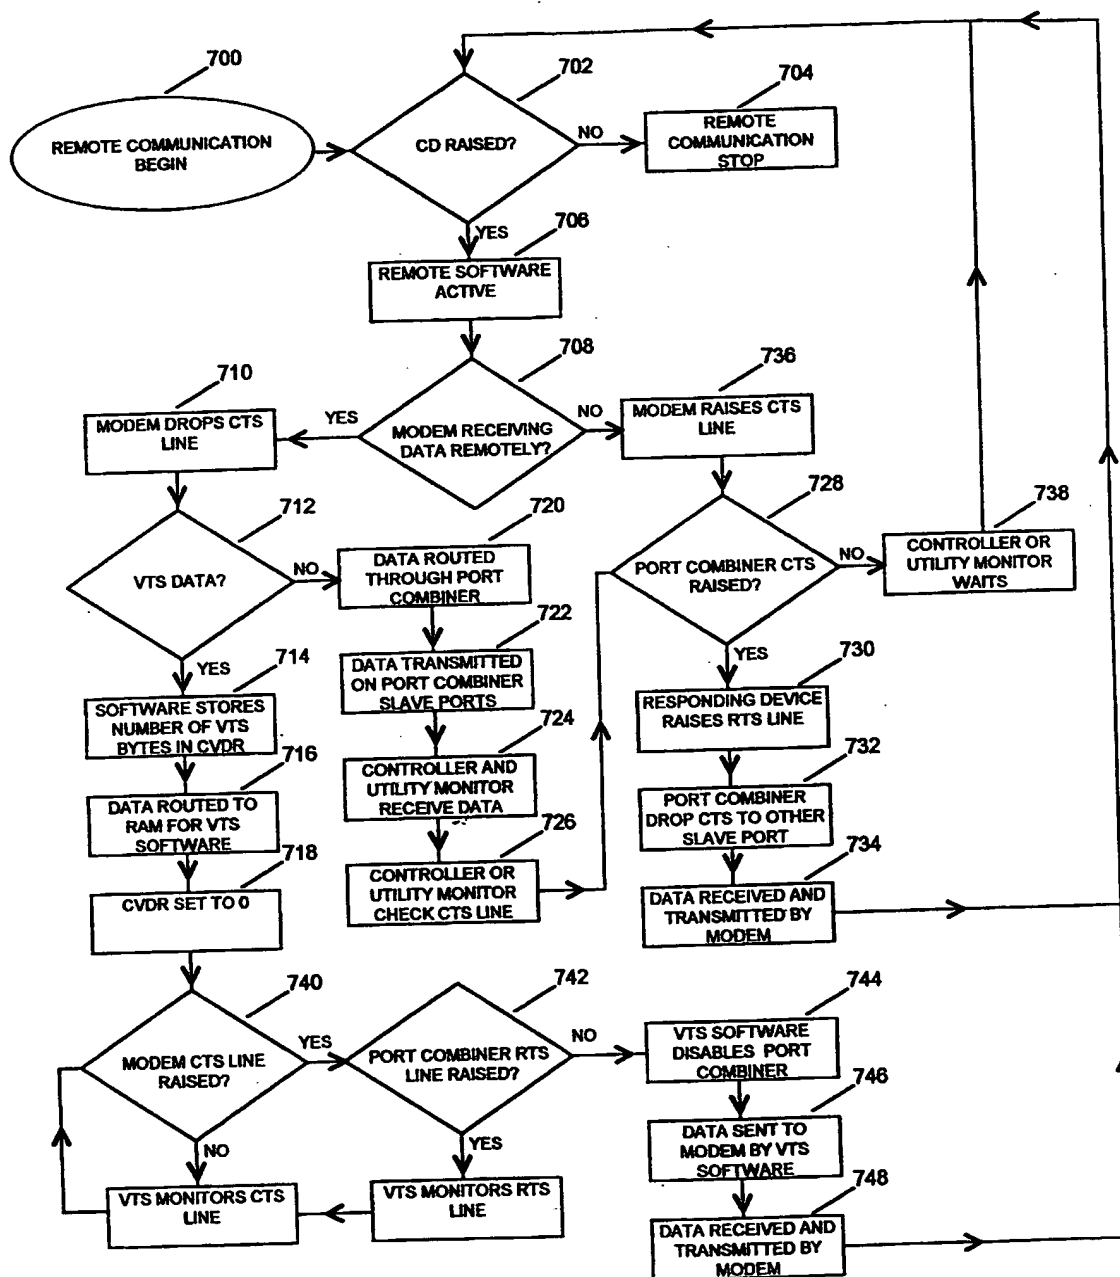 700
REMOTE COMMUNICATION
BEGIN
702
CD RAISED?
NO
704
REMOTE
COMMUNICATION
STOP
YES
706
REMOTE SOFTWARE
ACTIVE
708
MODEM RECEIVING
DATA REMOTELY?
YES
710
MODEM DROPS CTS
LINE
NO
736
MODEM RAISES CTS
LINE
712
VTS DATA?
NO
720
DATA ROUTED
THROUGH PORT
COMBINER
728
PORT COMBINER CTS
RAISED?
NO
738
CONTROLLER OR
UTILITY MONITOR
WAITS
YES
714
SOFTWARE STORES
NUMBER OF VTS
BYTES IN CVDR
722
DATA TRANSMITTED
ON PORT COMBINER
SLAVE PORTS
YES
730
RESPONDING DEVICE
RAISES RTS LINE
716
DATA ROUTED TO
RAM FOR VTS
SOFTWARE
724
CONTROLLER AND
UTILITY MONITOR
RECEIVE DATA
732
PORT COMBINER
DROP CTS TO OTHER
SLAVE PORT
718
CVDR SET TO 0
726
CONTROLLER OR
UTILITY MONITOR
CHECK CTS LINE
734
DATA RECEIVED AND
TRANSMITTED BY
MODEM
740
MODEM CTS LINE
RAISED?
YES
742
PORT COMBINER RTS
LINE RAISED?
NO
744
VTS SOFTWARE
DISABLES PORT
COMBINER
746
DATA SENT TO
MODEM BY VTS
SOFTWARE
NO
VTS MONITORS CTS
LINE
YES
VTS MONITORS RTS
LINE
748
DATA RECEIVED AND
TRANSMITTED BY
MODEM